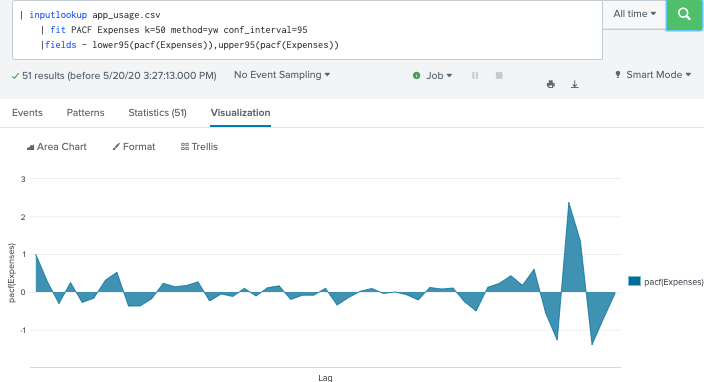 | inputlookup app_usage.csv
| fit PACF Expenses k=50 method=yw conf_interval=95
|fields - lower95(pacf(Expenses)),upper95(pacf(Expenses))
All time
51 results (before 5/20/20 3:27:13.000 PM)
No Event Sampling
Job
Smart Mode
Events
Patterns
Statistics (51)
Visualization
Area Chart
Format
Trellis
3
2
1
0
-1
pacf(Expenses)
pacf(Expenses)
Lag